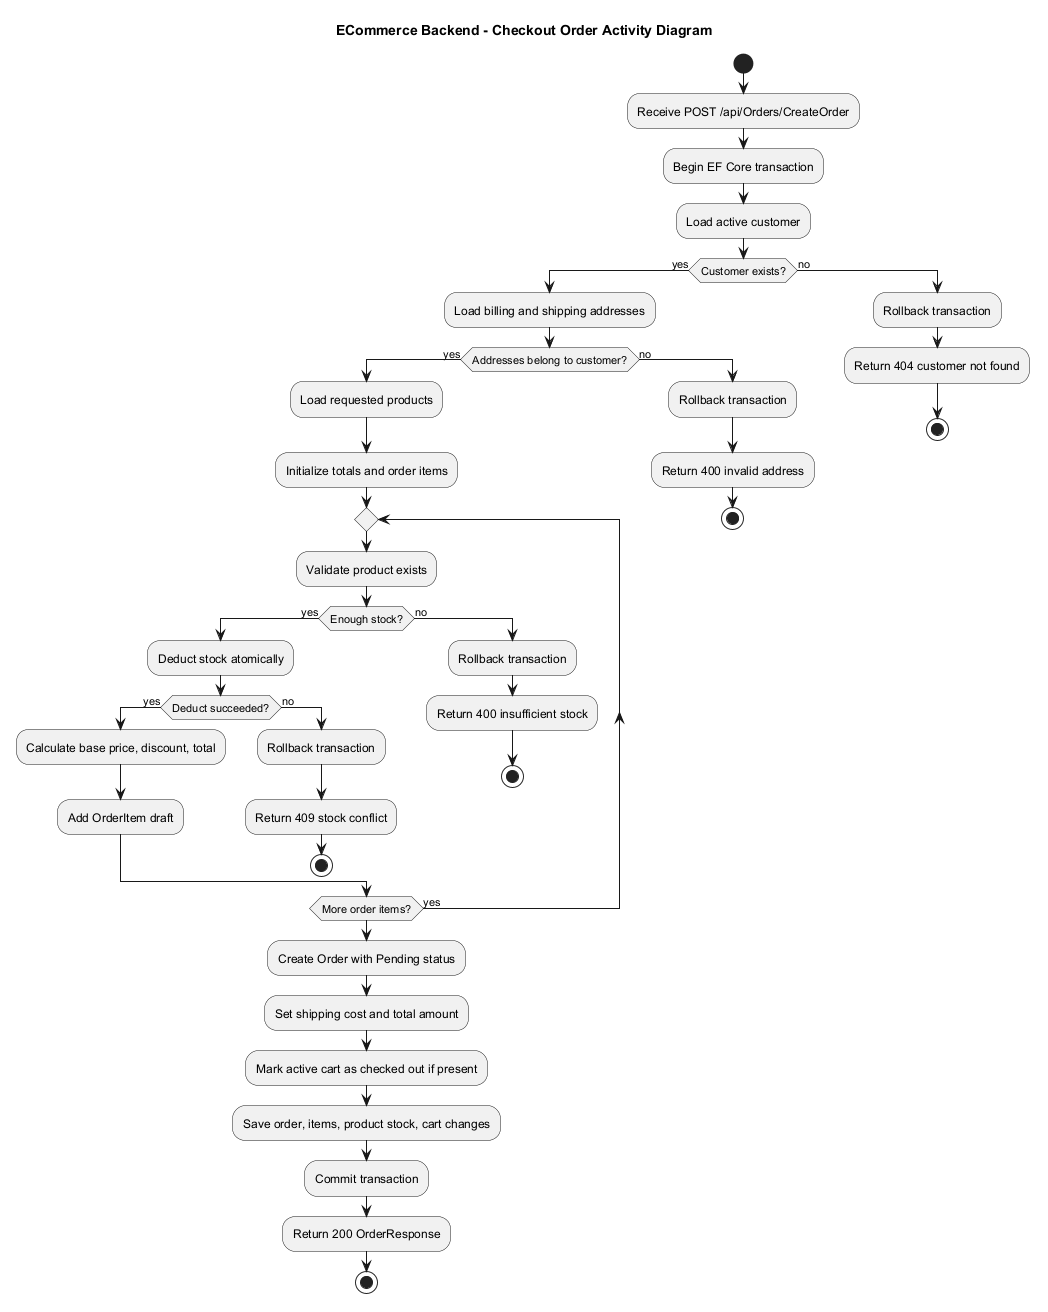 ECommerce Backend - Checkout Order Activity Diagram
Receive POST /api/Orders/CreateOrder
Begin EF Core transaction
Load active customer
Customer exists?
yes
no
Load billing and shipping addresses
Rollback transaction
Return 404 customer not found
Addresses belong to customer?
yes
no
Load requested products
Rollback transaction
Initialize totals and order items
Return 400 invalid address
Validate product exists
Enough stock?
yes
no
Deduct stock atomically
Rollback transaction
Return 400 insufficient stock
Deduct succeeded?
yes
no
Calculate base price, discount, total
Rollback transaction
Add OrderItem draft
Return 409 stock conflict
More order items?
yes
Create Order with Pending status
Set shipping cost and total amount
Mark active cart as checked out if present
Save order, items, product stock, cart changes
Commit transaction
Return 200 OrderResponse